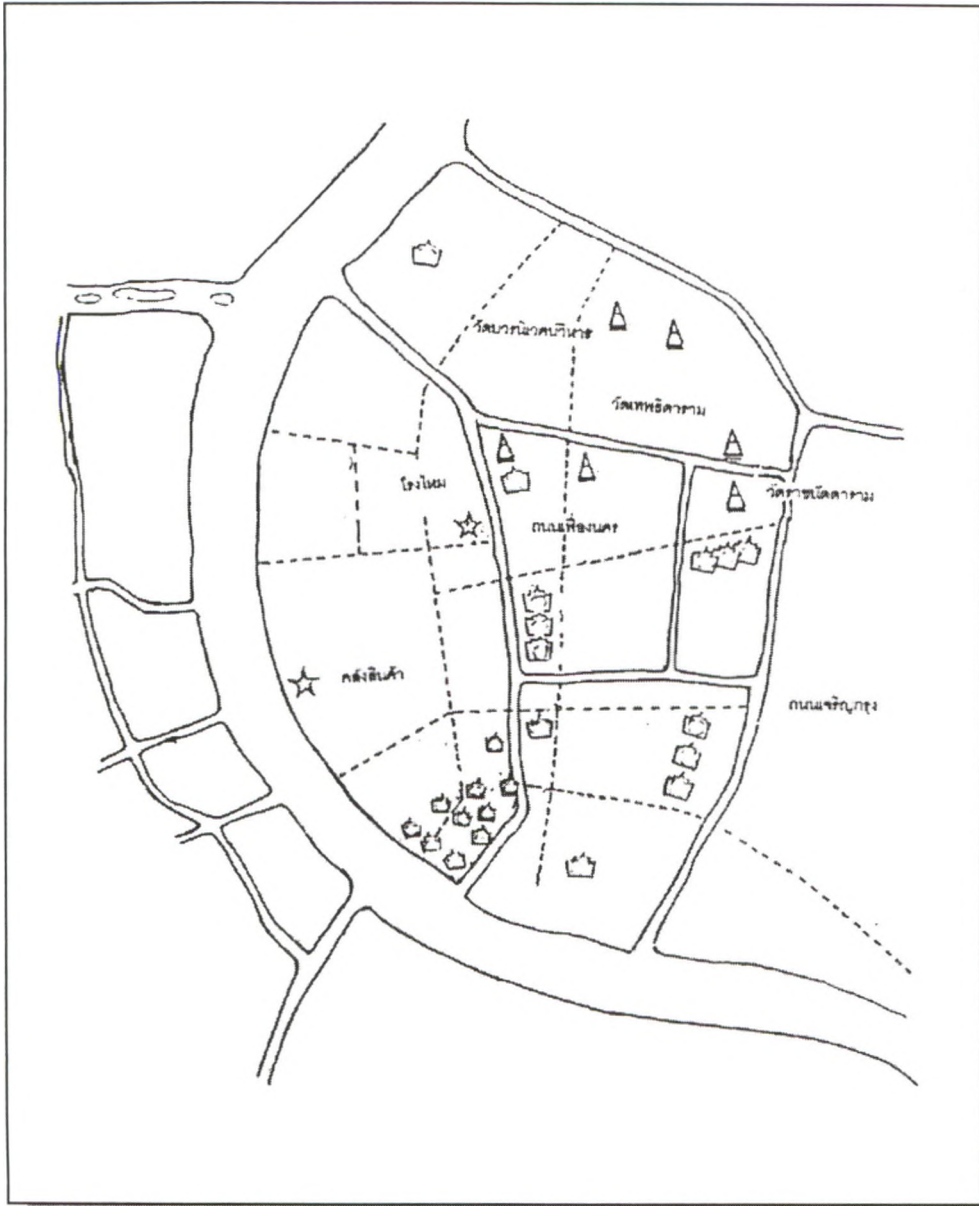 วัดบวรนิเวศนวิหาร
วัดเทพธิดาราม
โรงไหม
วัดราชนัดดาราม
ถนนเฟื่องนคร
คลังสินค้า
ถนนเจริญกรุง